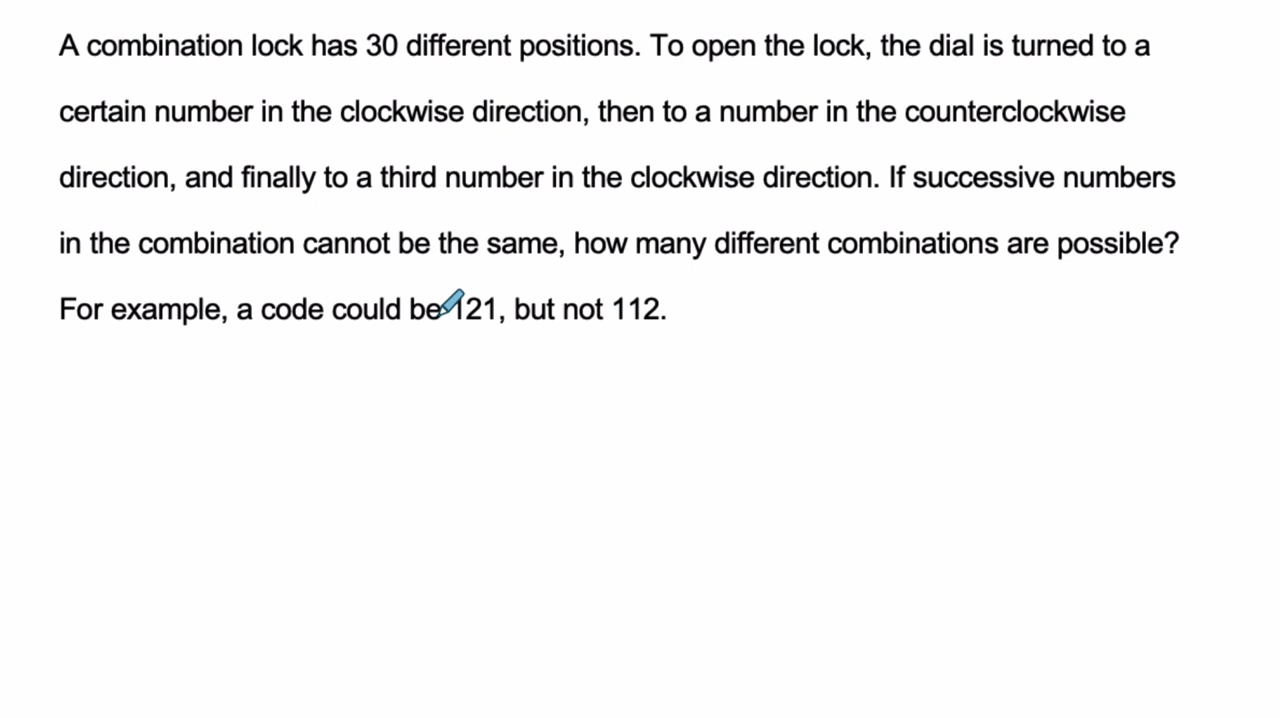 A combination lock has 30 different positions. To open the lock, the dial is turned to a
certain number in the clockwise direction, then to a number in the counterclockwise
direction, and finally to a third number in the clockwise direction. If successive numbers
in the combination cannot be the same, how many different combinations are possible?
For example, a code could be 121, but not 112.